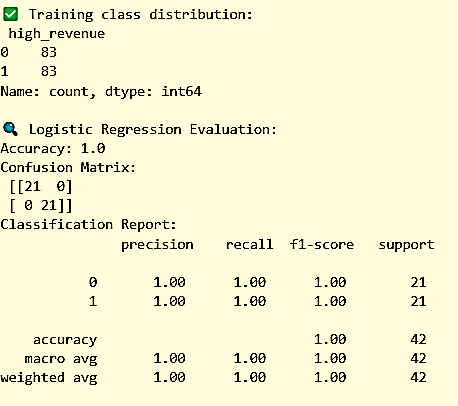 ✅ Training class distribution:
high_revenue
0    83
1    83
Name: count, dtype: int64
🔍 Logistic Regression Evaluation:
Accuracy: 1.0
Confusion Matrix:
[[21  0]
[ 0 21]]
Classification Report:
precision    recall  f1-score   support
0       1.00      1.00      1.00        21
1       1.00      1.00      1.00        21
accuracy                           1.00        42
macro avg       1.00      1.00      1.00        42
weighted avg       1.00      1.00      1.00        42